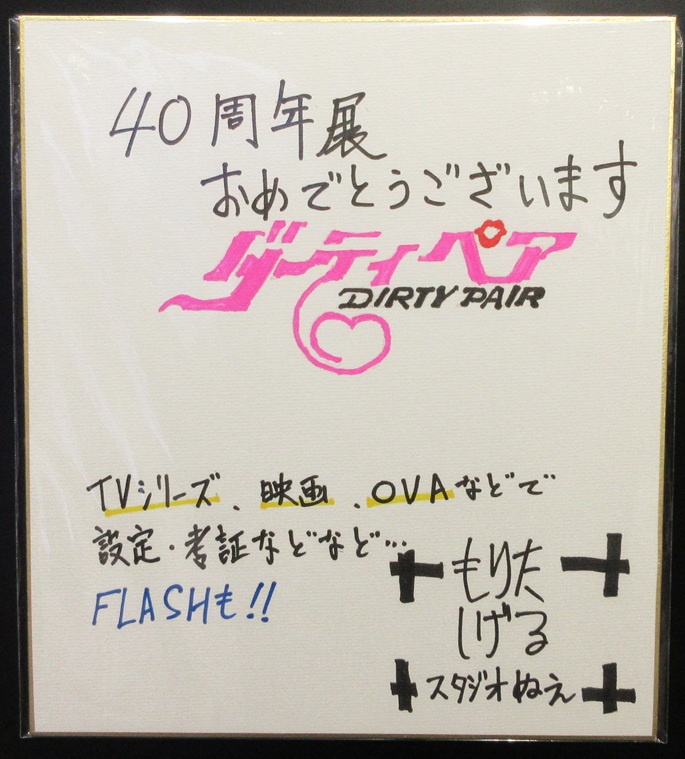 40周年展
おめでとうございます
ダーティペア
DIRTY PAIR
TVシリーズ、映画、OVAなどで
設定・考証などなど…
FLASHも!!
もりた
しげる
スタジオぬえ